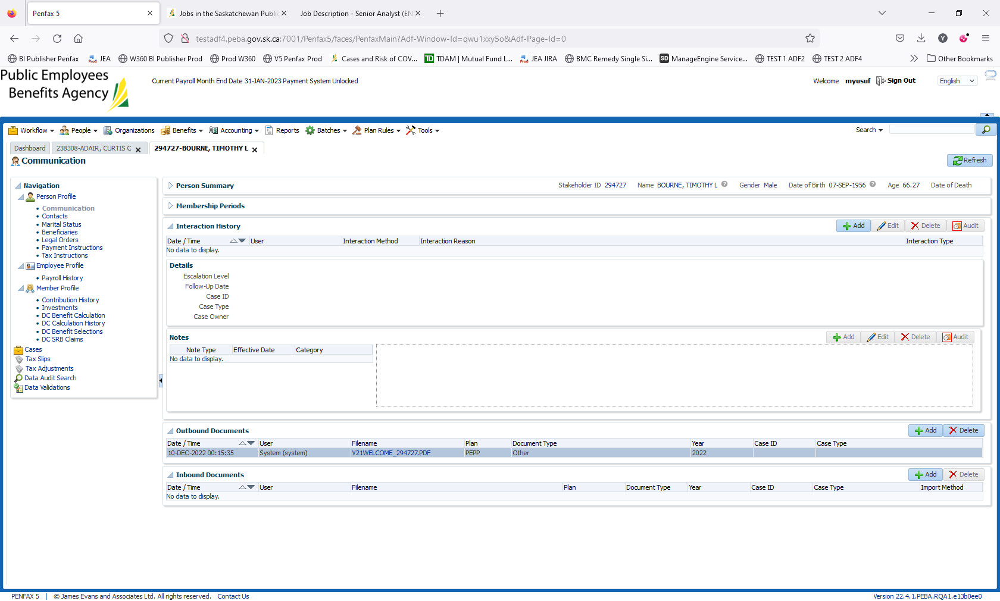 Penfax 5
Jobs in the Saskatchewan Public
Job Description - Senior Analyst (EN
testadf4.peba.gov.sk.ca:7001/Penfax5/faces/PenfaxMain?Adf-Window-Id=qwu1xxy5o&Adf-Page-Id=0
BI Publisher Penfax JEA W360 BI Publisher Prod Prod W360 V5 Penfax Prod Cases and Risk of COV... TD TDAM | Mutual Fund L... JEA JIRA BMC Remedy Single Si... SD ManageEngine Service... TEST 1 ADF2 TEST 2 ADF4 Other Bookmarks
Public Employees
Benefits Agency
Current Payroll Month End Date 31-JAN-2023 Payment System Unlocked
Welcome myusuf Sign Out English
Workflow People Organizations Benefits Accounting Reports Batches Plan Rules Tools Search
Dashboard 238308-ADAIR, CURTIS C 294727-BOURNE, TIMOTHY L
Communication
Refresh
Navigation
Person Profile
Communication
Contacts
Marital Status
Beneficiaries
Legal Orders
Payment Instructions
Tax Instructions
Employee Profile
Payroll History
Member Profile
Contribution History
Investments
DC Benefit Calculation
DC Calculation History
DC Benefit Selections
DC SRB Claims
Cases
Tax Slips
Tax Adjustments
Data Audit Search
Data Validations
Person Summary Stakeholder ID 294727 Name BOURNE, TIMOTHY L Gender Male Date of Birth 07-SEP-1956 Age 66.27 Date of Death
Membership Periods
Interaction History Add Edit Delete Audit
Date / Time User Interaction Method Interaction Reason Interaction Type
No data to display.
Details
Escalation Level
Follow-Up Date
Case ID
Case Type
Case Owner
Notes Add Edit Delete Audit
Note Type Effective Date Category
No data to display.
Outbound Documents Add Delete
Date / Time User Filename Plan Document Type Year Case ID Case Type
10-DEC-2022 00:15:35 System (system) V21WELCOME_294727.PDF PEPP Other 2022
Inbound Documents Add Delete
Date / Time User Filename Plan Document Type Year Case ID Case Type Import Method
No data to display.
PENFAX 5 | © James Evans and Associates Ltd. All rights reserved. Contact Us
Version 22.4.1.PEBA.RQA1.e13b0ee0